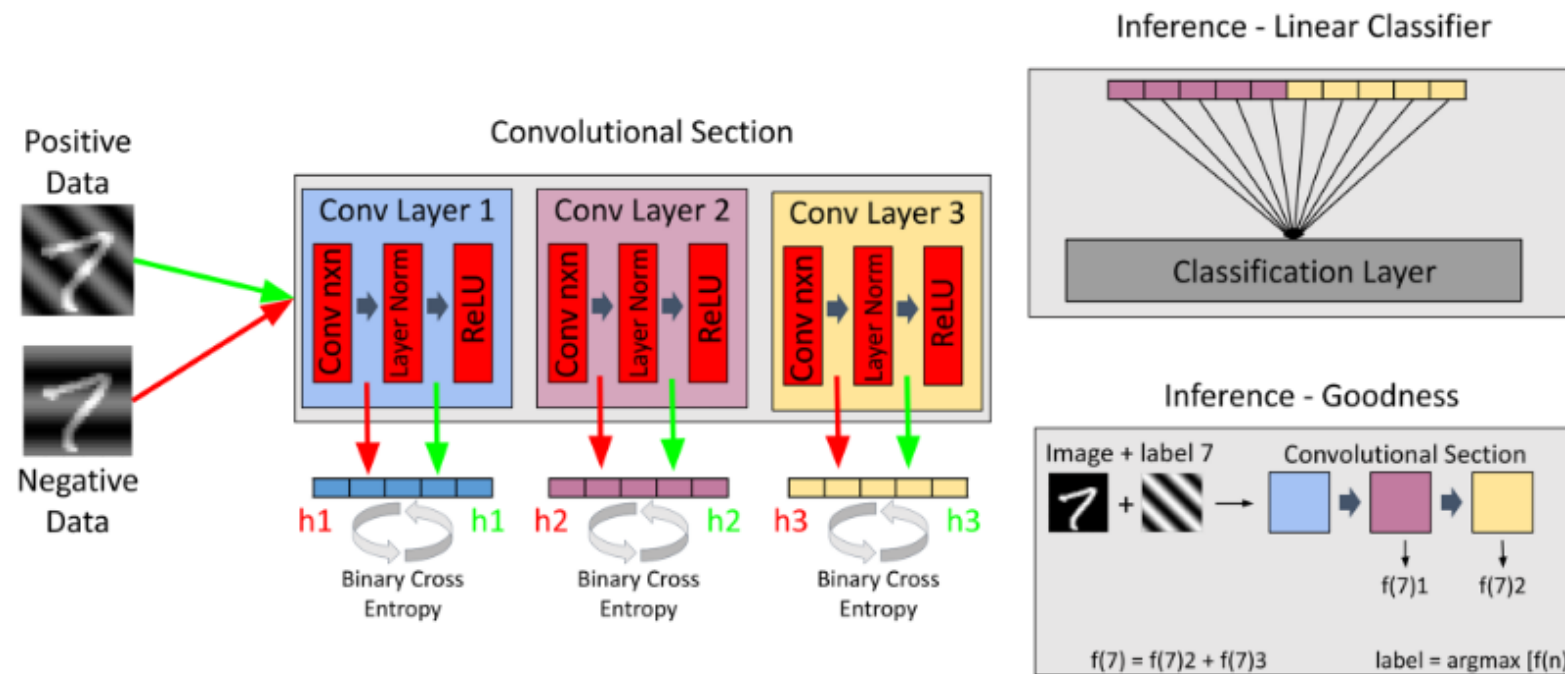 Positive
Data
Negative
Data
Convolutional Section
Conv Layer 1
Conv nxn
Layer Norm
ReLU
Conv Layer 2
Conv nxn
Layer Norm
ReLU
Conv Layer 3
Conv nxn
Layer Norm
ReLU
h1
h1
Binary Cross
Entropy
h2
h2
Binary Cross
Entropy
h3
h3
Binary Cross
Entropy
Inference - Linear Classifier
Classification Layer
Inference - Goodness
Image + label 7
+
Convolutional Section
f(7)1
f(7)2
f(7) = f(7)2 + f(7)3
label = argmax [f(n)